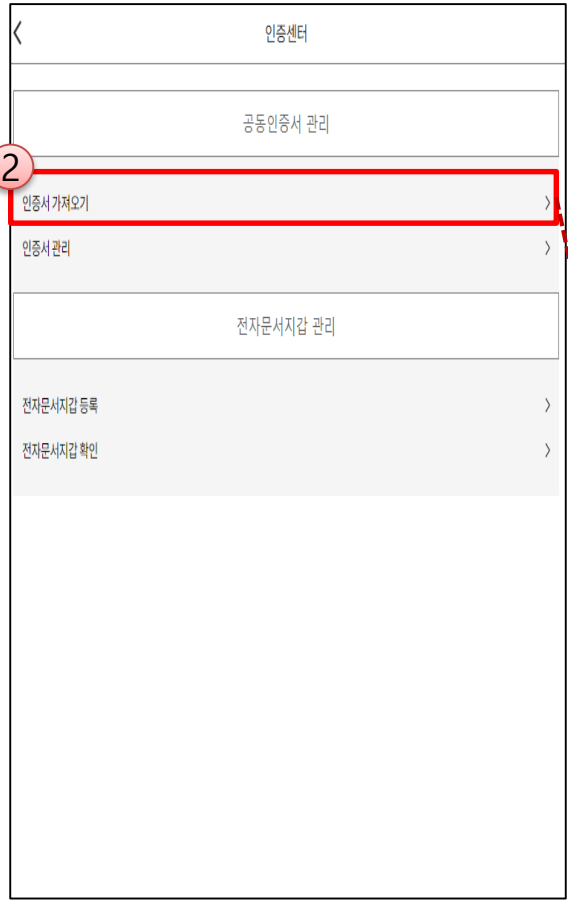 인증센터
공동인증서 관리
2
인증서 가져오기
인증서 관리
전자문서지갑 관리
전자문서지갑 등록
전자문서지갑 확인